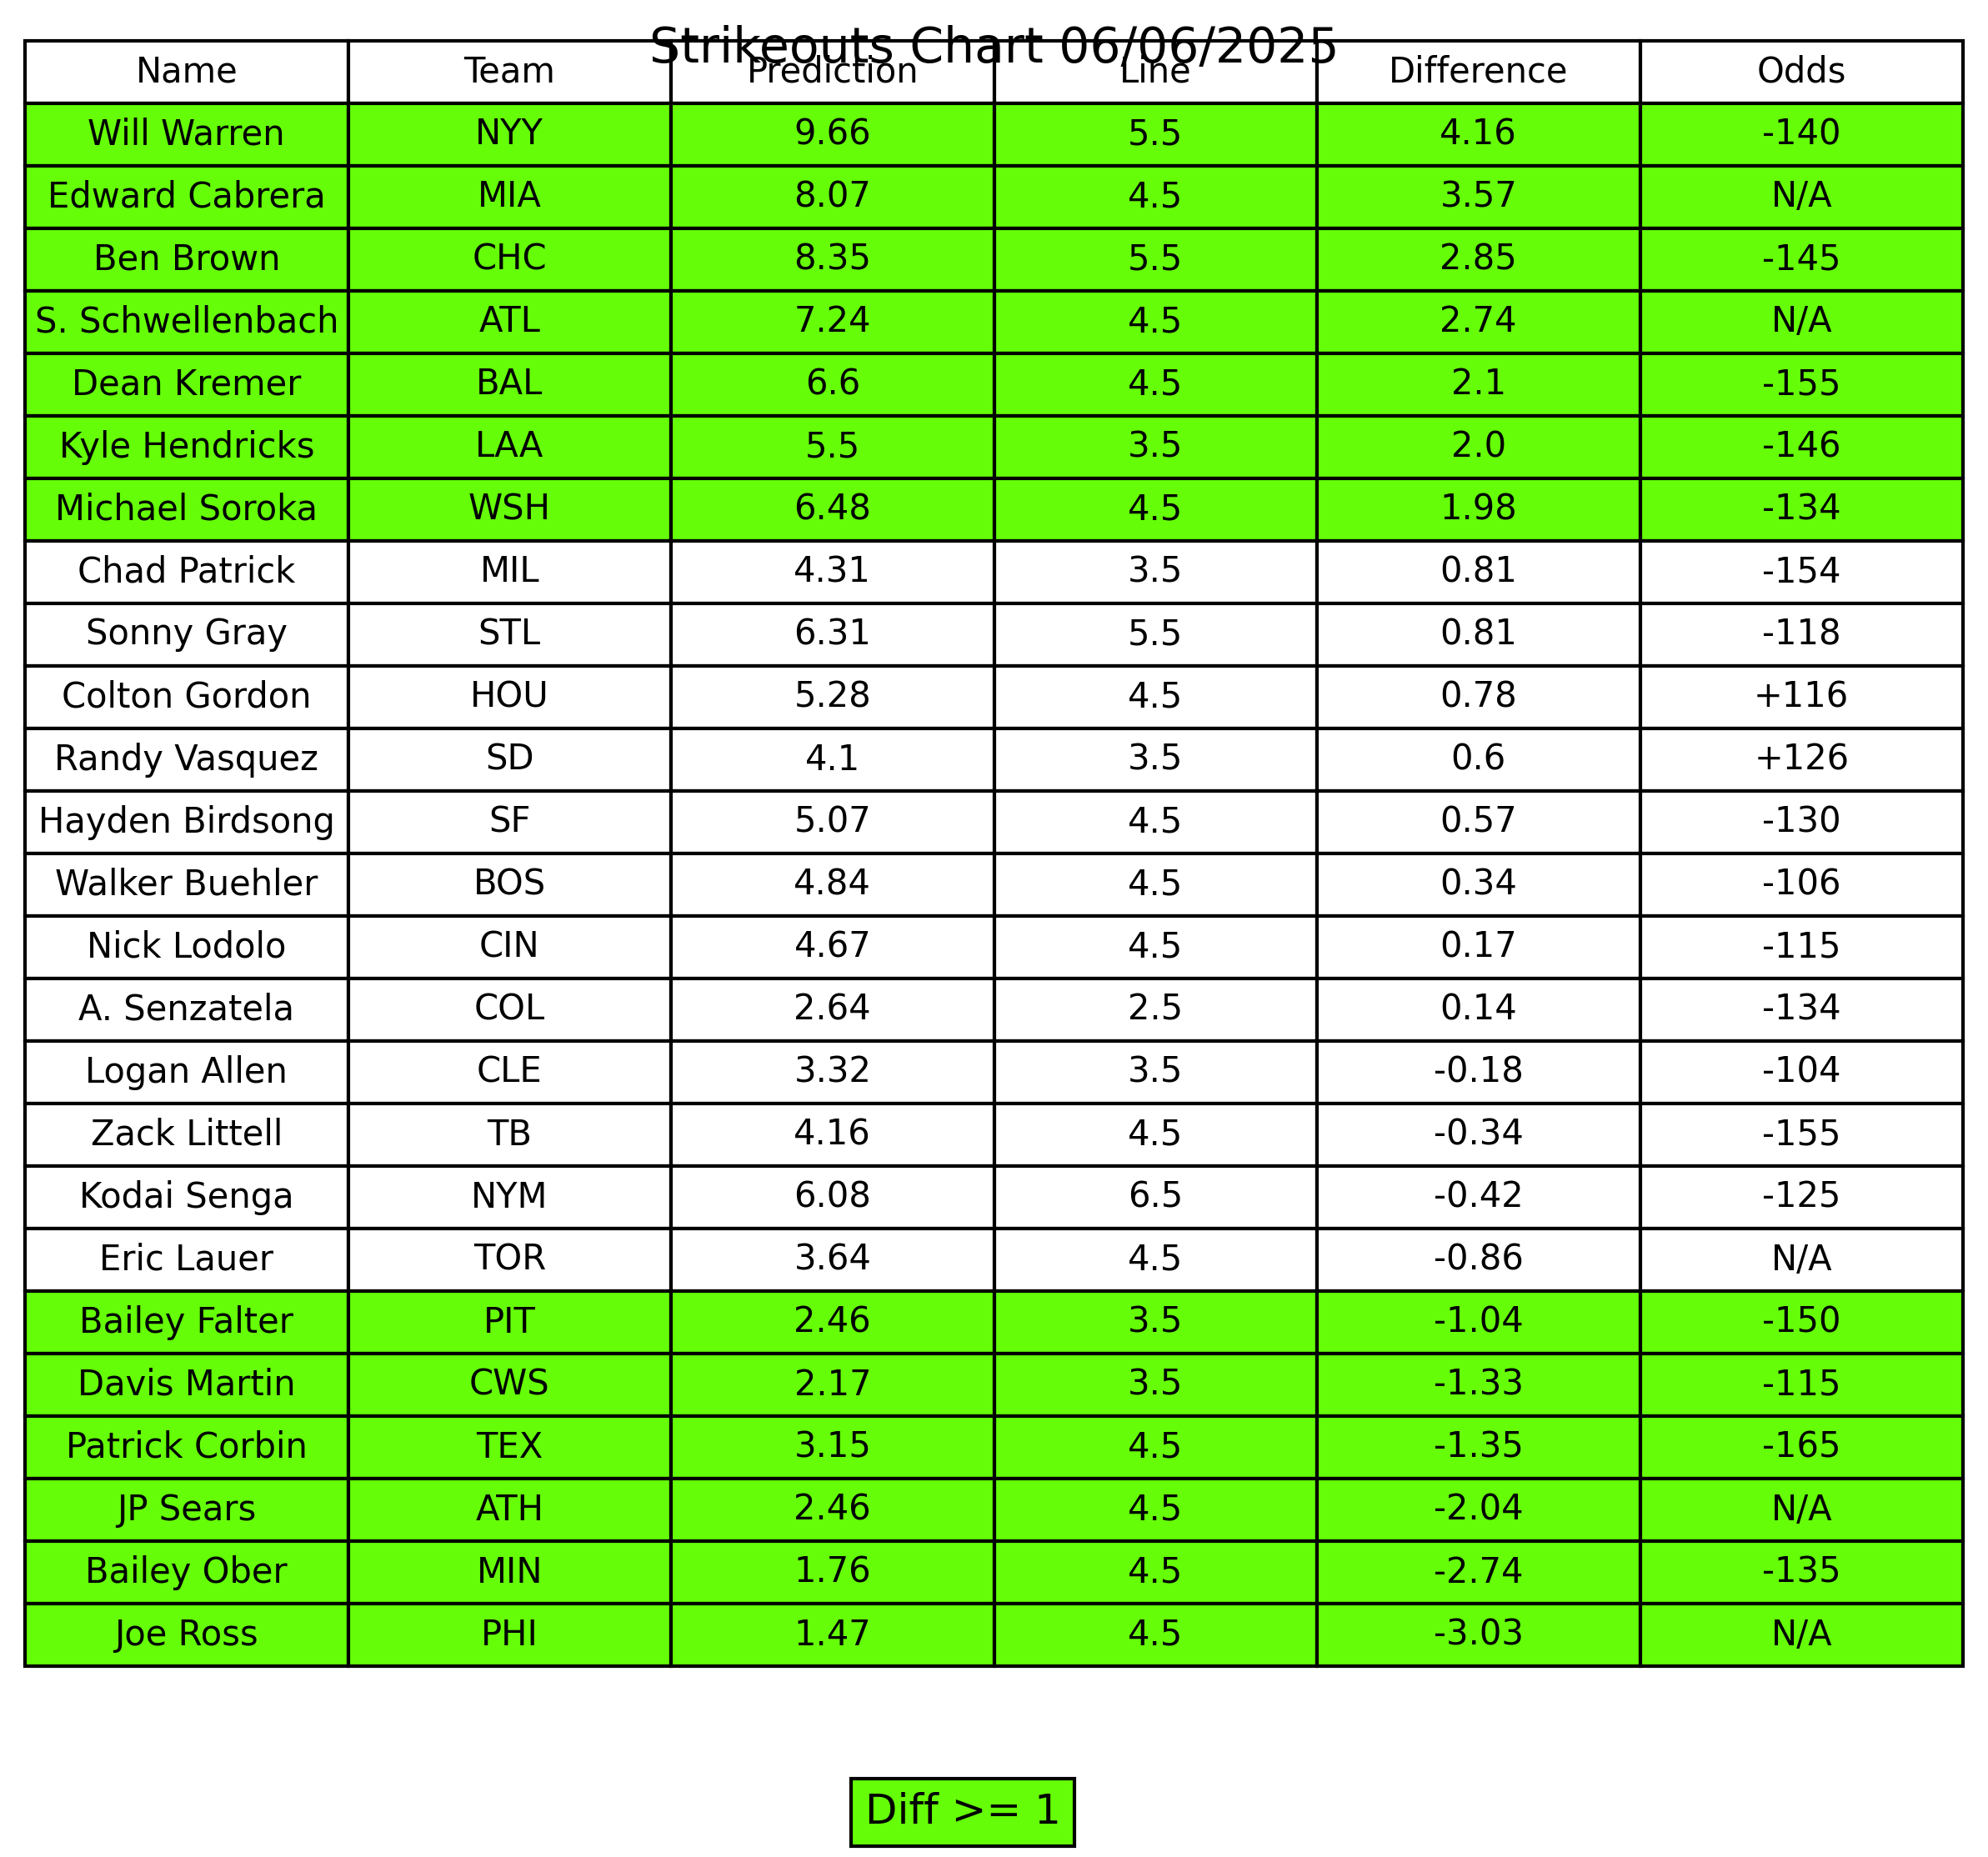 Strikeouts Chart 06/06/2025
Name Team Prediction Line Difference Odds
Will Warren NYY 9.66 5.5 4.16 -140
Edward Cabrera MIA 8.07 4.5 3.57 N/A
Ben Brown CHC 8.35 5.5 2.85 -145
S. Schwellenbach ATL 7.24 4.5 2.74 N/A
Dean Kremer BAL 6.6 4.5 2.1 -155
Kyle Hendricks LAA 5.5 3.5 2.0 -146
Michael Soroka WSH 6.48 4.5 1.98 -134
Chad Patrick MIL 4.31 3.5 0.81 -154
Sonny Gray STL 6.31 5.5 0.81 -118
Colton Gordon HOU 5.28 4.5 0.78 +116
Randy Vasquez SD 4.1 3.5 0.6 +126
Hayden Birdsong SF 5.07 4.5 0.57 -130
Walker Buehler BOS 4.84 4.5 0.34 -106
Nick Lodolo CIN 4.67 4.5 0.17 -115
A. Senzatela COL 2.64 2.5 0.14 -134
Logan Allen CLE 3.32 3.5 -0.18 -104
Zack Littell TB 4.16 4.5 -0.34 -155
Kodai Senga NYM 6.08 6.5 -0.42 -125
Eric Lauer TOR 3.64 4.5 -0.86 N/A
Bailey Falter PIT 2.46 3.5 -1.04 -150
Davis Martin CWS 2.17 3.5 -1.33 -115
Patrick Corbin TEX 3.15 4.5 -1.35 -165
JP Sears ATH 2.46 4.5 -2.04 N/A
Bailey Ober MIN 1.76 4.5 -2.74 -135
Joe Ross PHI 1.47 4.5 -3.03 N/A
Diff >= 1